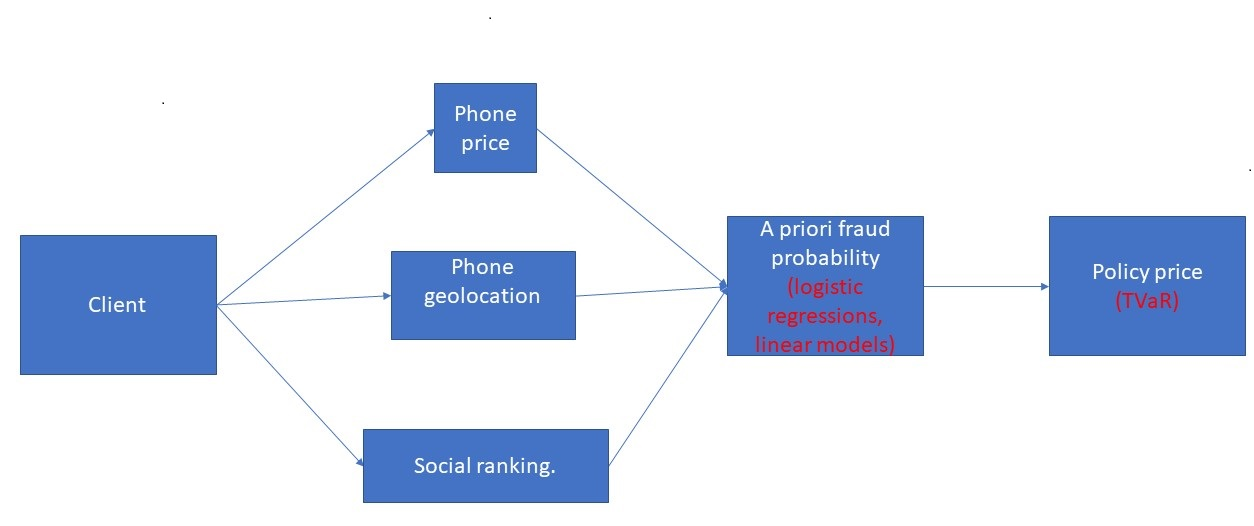 Phone
price
Client
Phone
geolocation
Social ranking.
A priori fraud
probability
(logistic
regressions,
linear models)
Policy price
(TVaR)